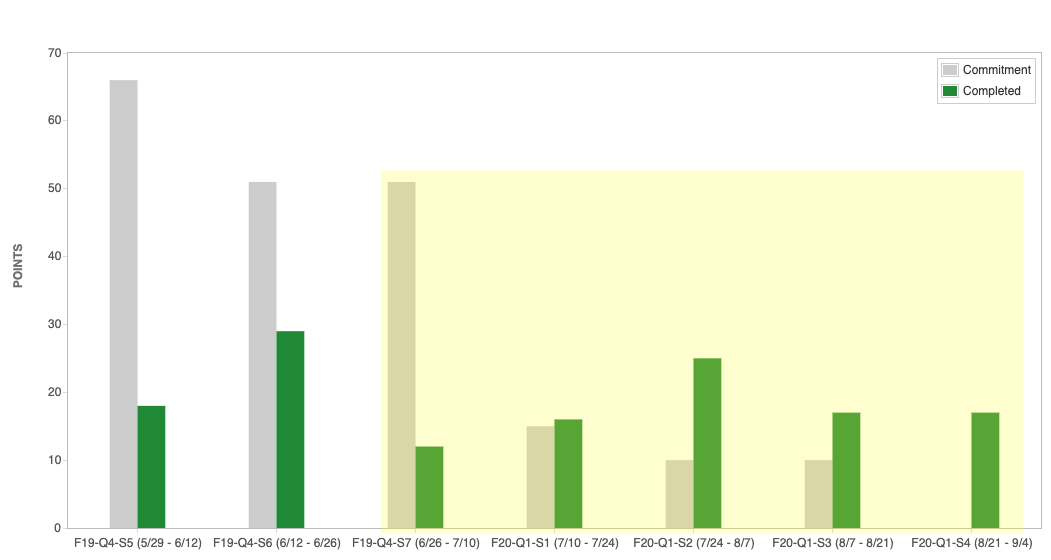 70
Commitment
Completed
60
50
40
POINTS
30
20
10
0
F19-Q4-S5 (5/29 - 6/12) F19-Q4-S6 (6/12 - 6/26) F19-Q4-S7 (6/26 - 7/10) F20-Q1-S1 (7/10 - 7/24) F20-Q1-S2 (7/24 - 8/7) F20-Q1-S3 (8/7 - 8/21) F20-Q1-S4 (8/21 - 9/4)